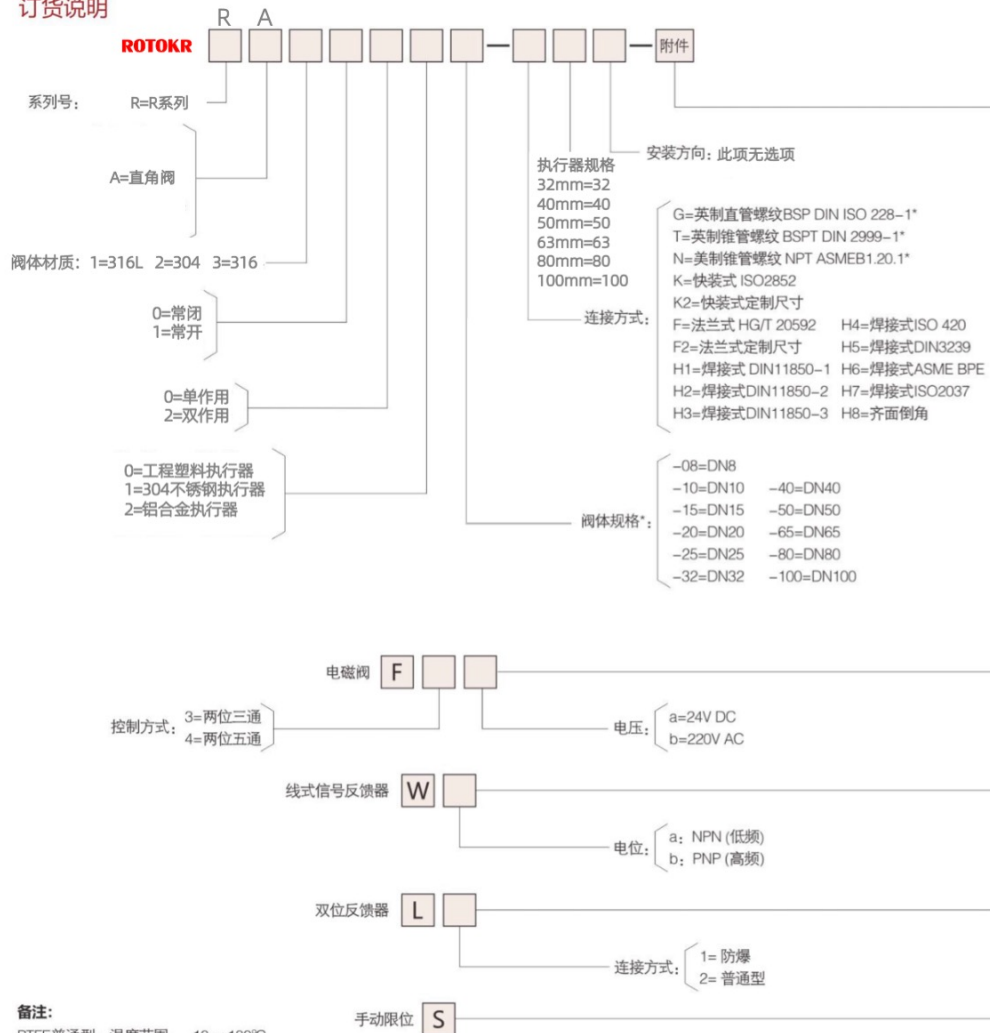 订货说明
R A
ROTOKR
附件
系列号： R=R系列
安装方向：此项无选项
A=直角阀
执行器规格
32mm=32
40mm=40
50mm=50
63mm=63
80mm=80
100mm=100
阀体材质：1=316L 2=304 3=316
0=常闭
1=常开
0=单作用
2=双作用
0=工程塑料执行器
1=304不锈钢执行器
2=铝合金执行器
连接方式：
G=英制直管螺纹BSP DIN ISO 228-1*
T=英制锥管螺纹 BSPT DIN 2999-1*
N=美制锥管螺纹 NPT ASMEB1.20.1*
K=快装式 ISO2852
K2=快装式定制尺寸
F=法兰式 HG/T 20592 H4=焊接式ISO 420
F2=法兰式定制尺寸 H5=焊接式DIN3239
H1=焊接式 DIN11850-1 H6=焊接式ASME BPE
H2=焊接式DIN11850-2 H7=焊接式ISO2037
H3=焊接式DIN11850-3 H8=齐面倒角
阀体规格*：
-08=DN8
-10=DN10 -40=DN40
-15=DN15 -50=DN50
-20=DN20 -65=DN65
-25=DN25 -80=DN80
-32=DN32 -100=DN100
电磁阀 F
控制方式：
3=两位三通
4=两位五通
电压：
a=24V DC
b=220V AC
线式信号反馈器 W
电位：
a：NPN (低频)
b：PNP (高频)
双位反馈器 L
连接方式：
1= 防爆
2= 普通型
备注：
手动限位 S